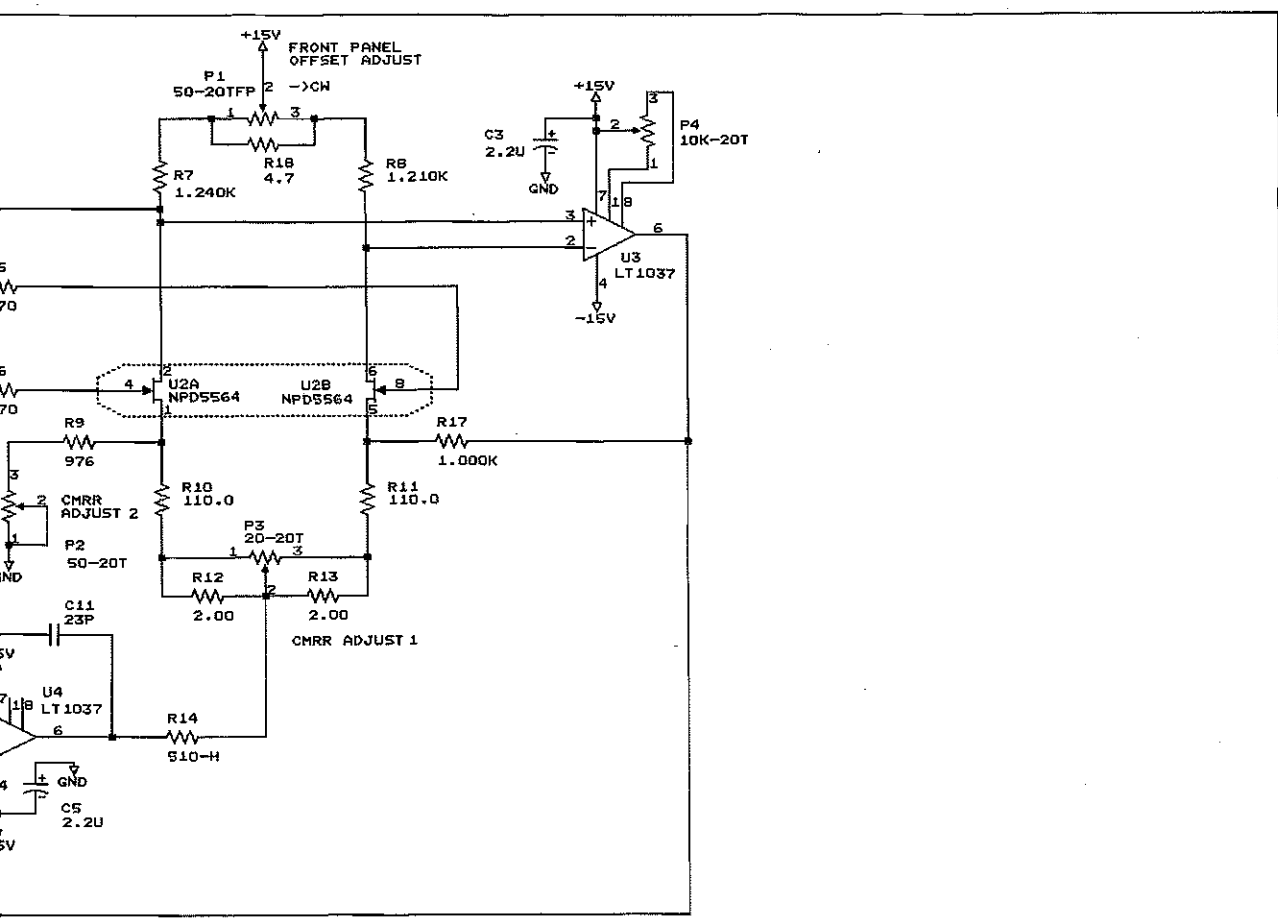 +15V
FRONT PANEL
OFFSET ADJUST
P1
50-20TFP
2
->CW
1
3
R18
4.7
R7
1.240K
R8
1.210K
+15V
3
2
P4
10K-20T
1
C3
2.2U
+
-
GND
7
1
8
3
+
2
-
6
U3
LT1037
4
-15V
5
70
6
70
2
4
U2A
NPD5564
1
6
8
U2B
NPD5564
5
R9
976
R17
1.000K
3
2
CMRR
ADJUST 2
1
P2
50-20T
R10
110.0
R11
110.0
P3
20-20T
1
3
2
R12
2.00
R13
2.00
CMRR ADJUST 1
C11
23P
5V
7
1
8
U4
LT1037
6
R14
510-H
4
+
-
GND
C5
2.2U
5V